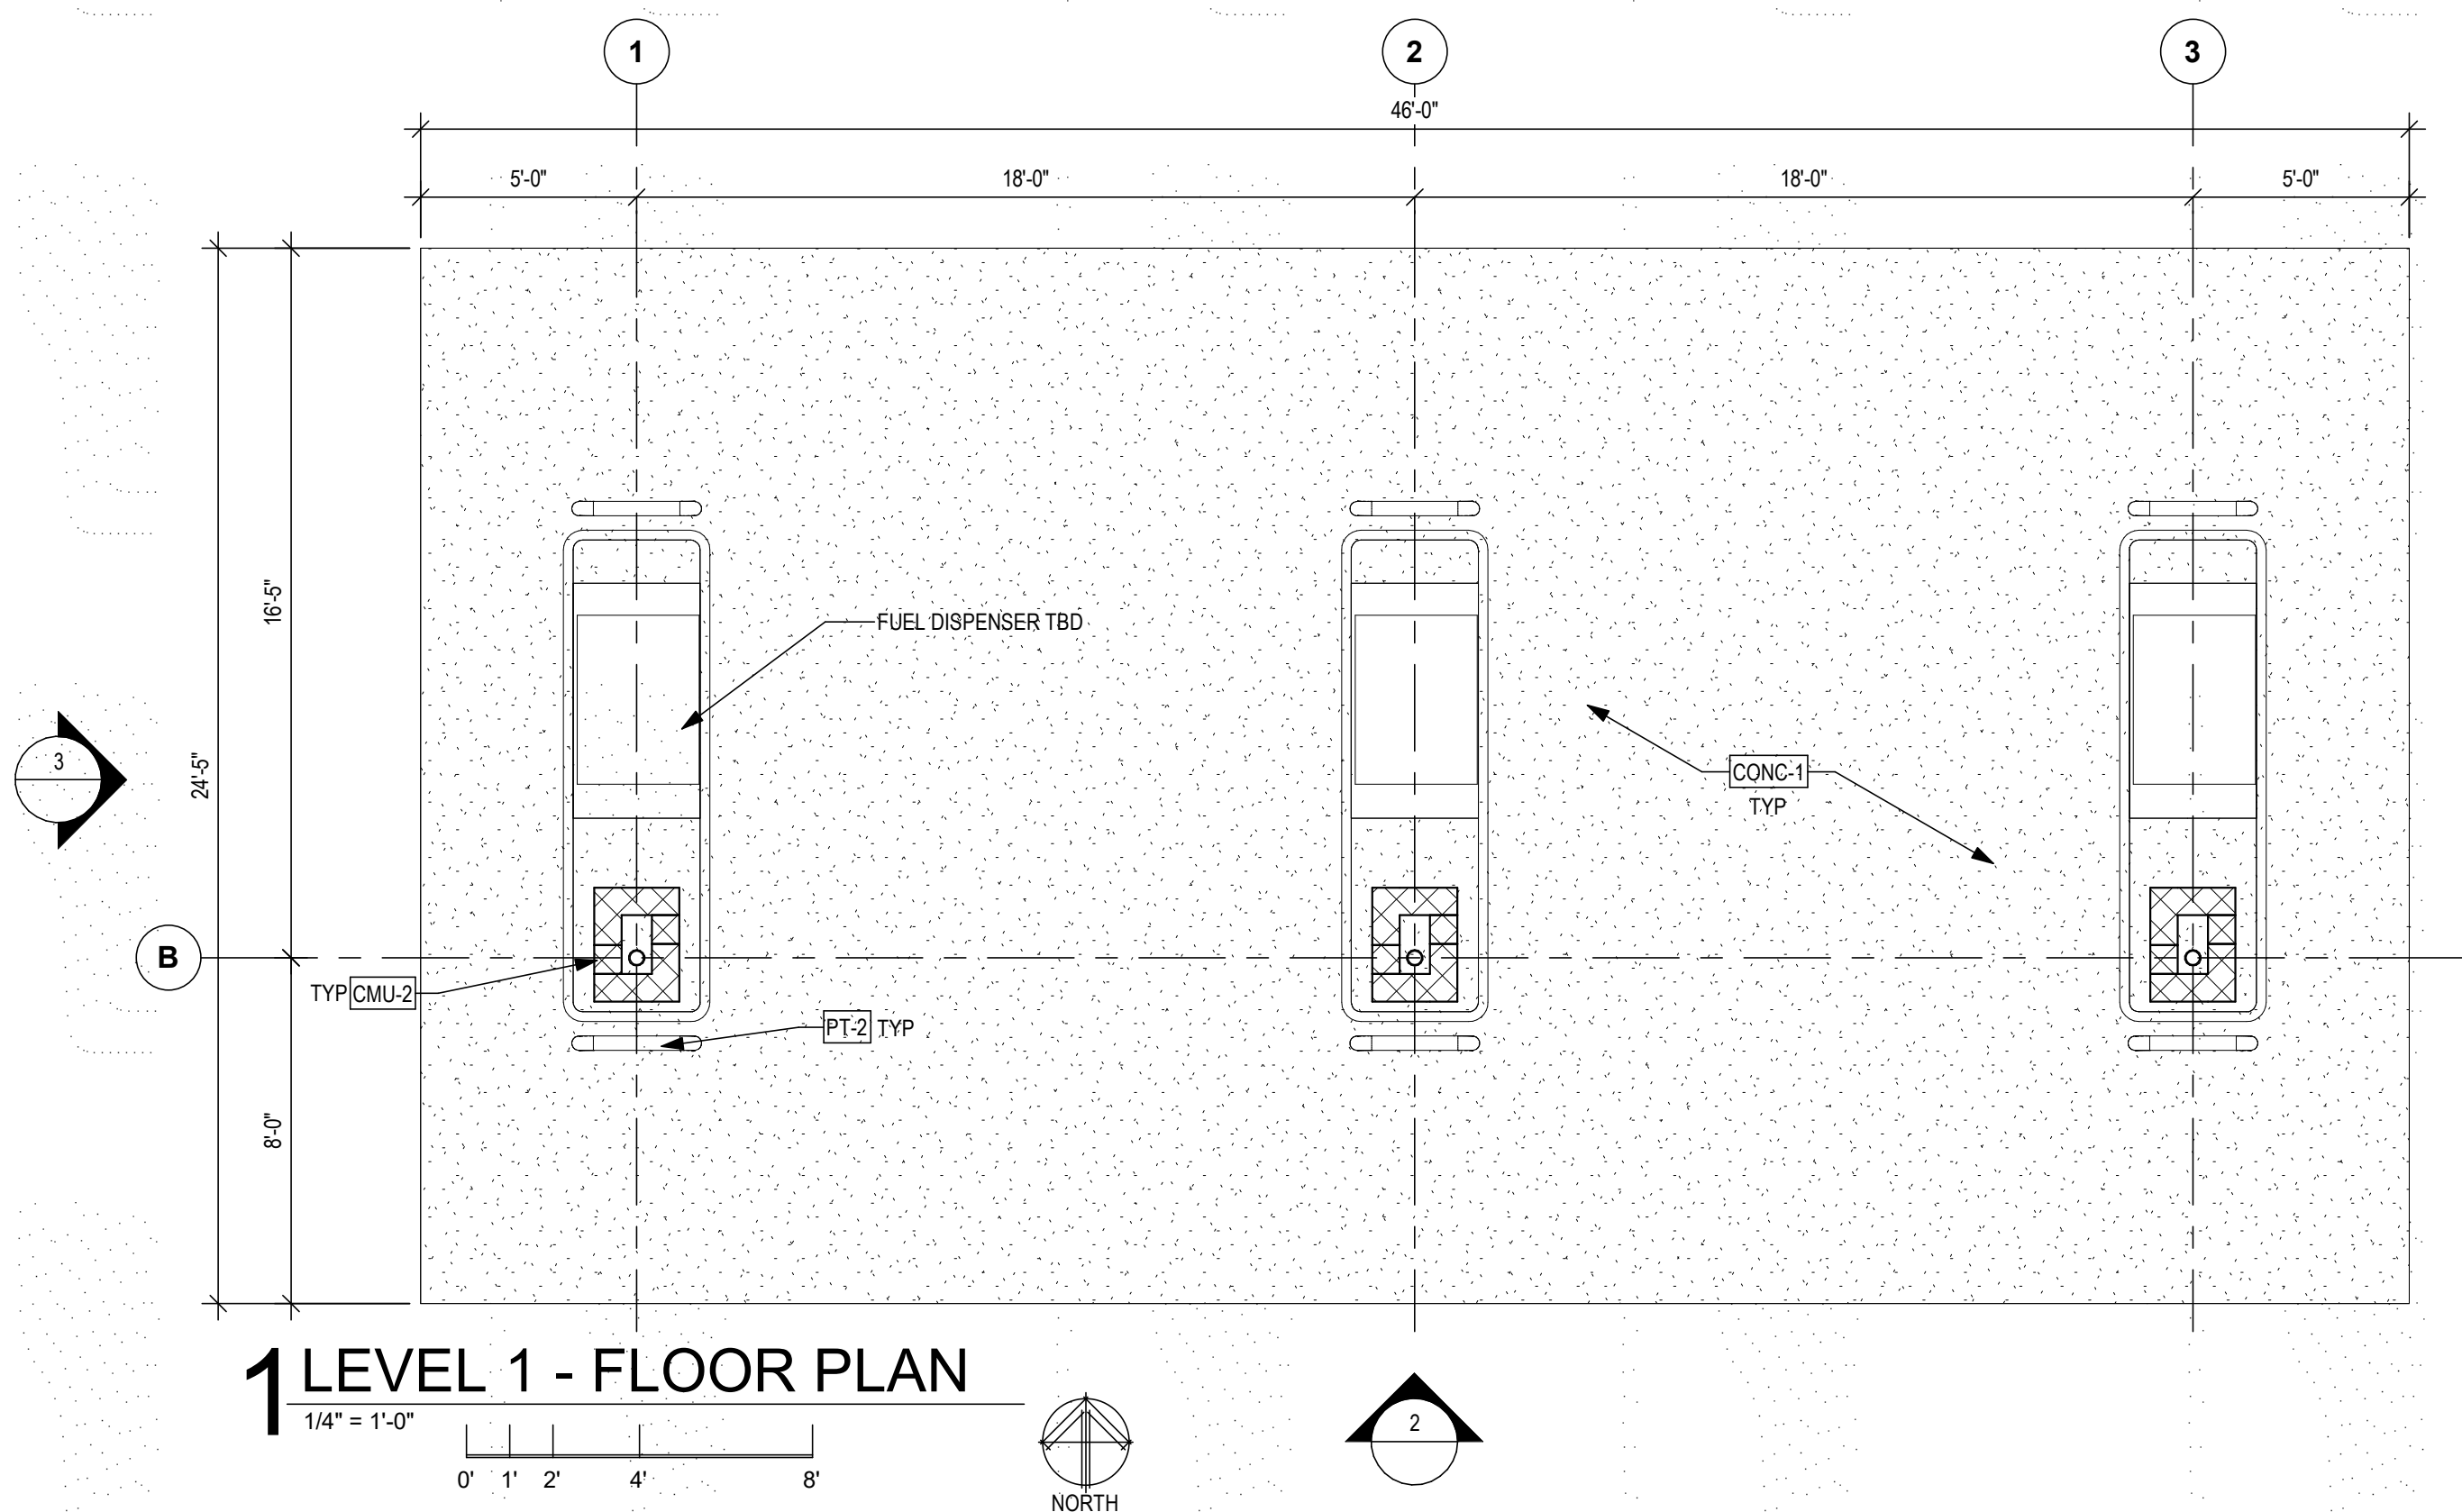 1
2
3
46'-0"
5'-0"
18'-0"
18'-0"
5'-0"
16'-5"
FUEL DISPENSER TBD
3
24'-5"
CONC-1
TYP
B
TYP CMU-2
PT-2 TYP
8'-0"
1 LEVEL 1 - FLOOR PLAN
1/4" = 1'-0"
0' 1' 2' 4' 8'
NORTH
2